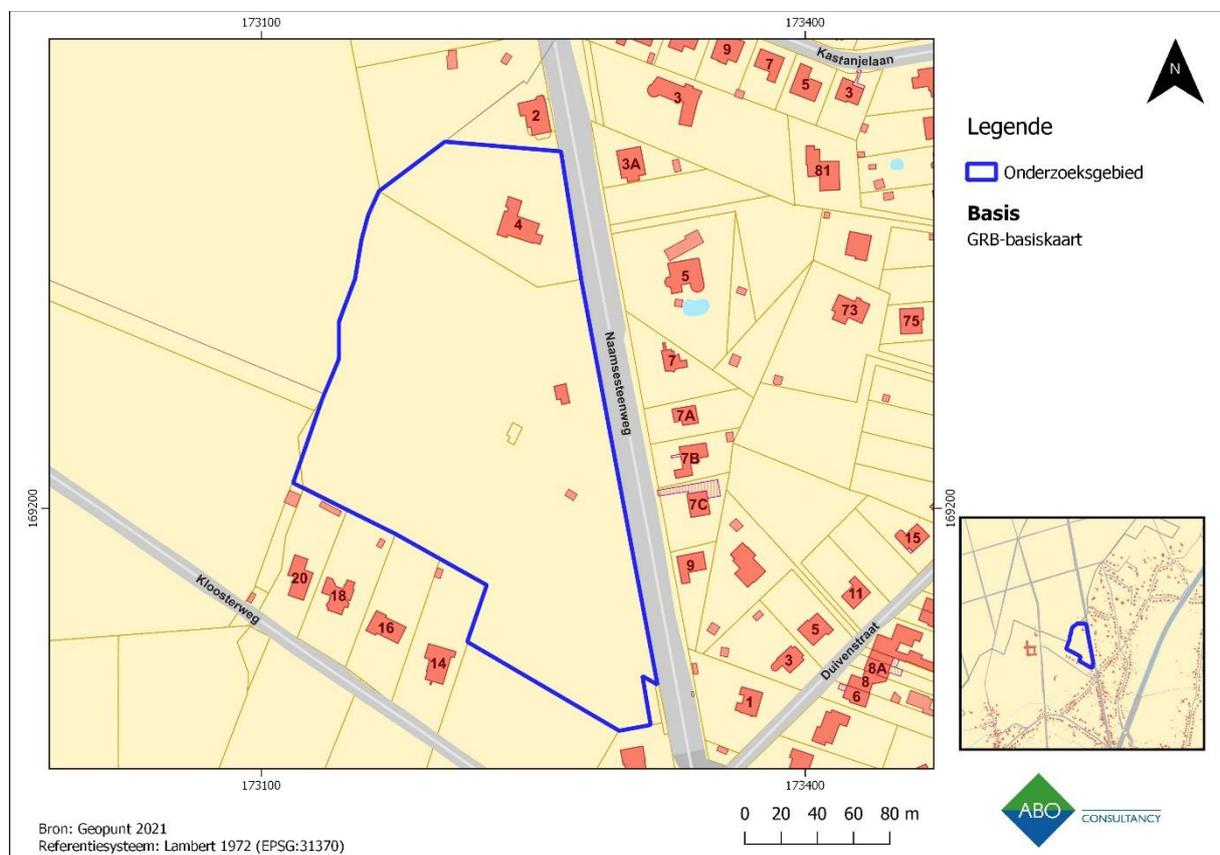 173100
173400
Kastanjelaan
9
7
5
3
3
2
3A
81
4
5
73
75
Naamsesteenweg
7
7A
7B
7C
169200
169200
15
9
20
18
16
14
Kloosterweg
11
5
3
Duivenstraat
8A
8
6
1
173100
173400
N
Legende
Onderzoeksgebied
Basis
GRB-basiskaart
0 20 40 60 80 m
Bron: Geopunt 2021
Referentiesysteem: Lambert 1972 (EPSG:31370)
ABO
CONSULTANCY